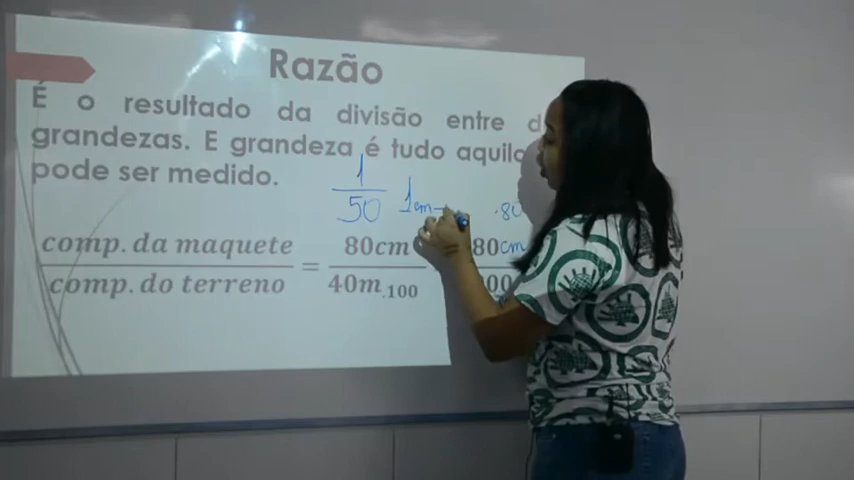 Razão
É o resultado da divisão entre
grandezas. E grandeza é tudo aquilo
pode ser medido.
1
50
1cm
.80
comp. da maquete
comp. do terreno
=
80cm
40m .100
80cm